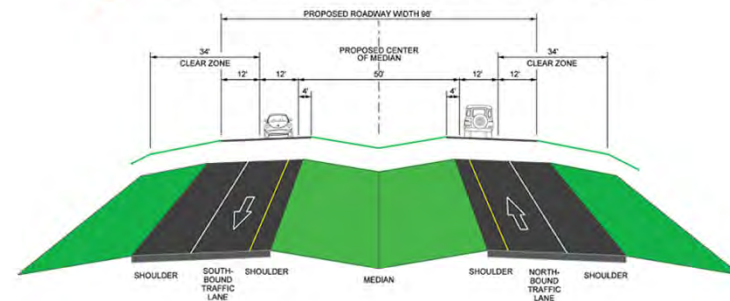 PROPOSED ROADWAY WIDTH 98'
34'
CLEAR ZONE
PROPOSED CENTER
OF MEDIAN
34'
CLEAR ZONE
12'
12'
50'
12'
12'
4'
4'
SHOULDER
SOUTH-
BOUND
TRAFFIC
LANE
SHOULDER
MEDIAN
SHOULDER
NORTH-
BOUND
TRAFFIC
LANE
SHOULDER